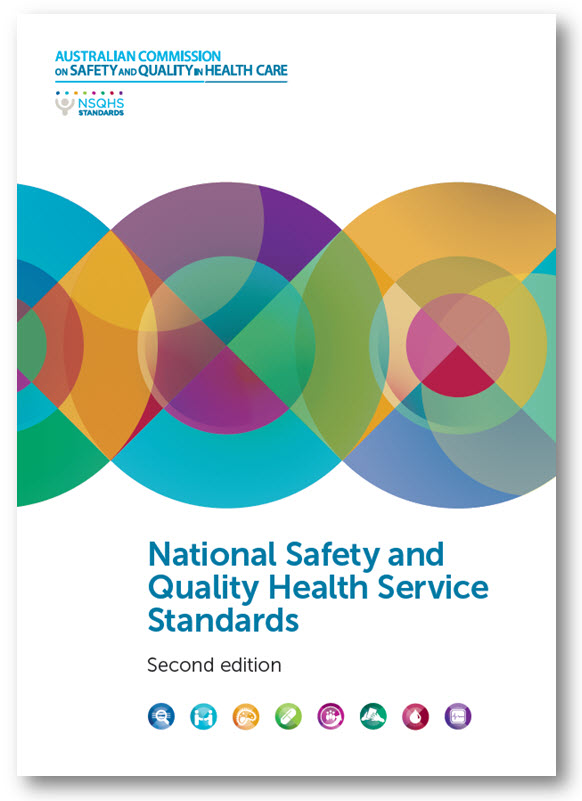 AUSTRALIAN COMMISSION
ON SAFETY AND QUALITY IN HEALTH CARE
NSQHS
STANDARDS
National Safety and
Quality Health Service
Standards
Second edition